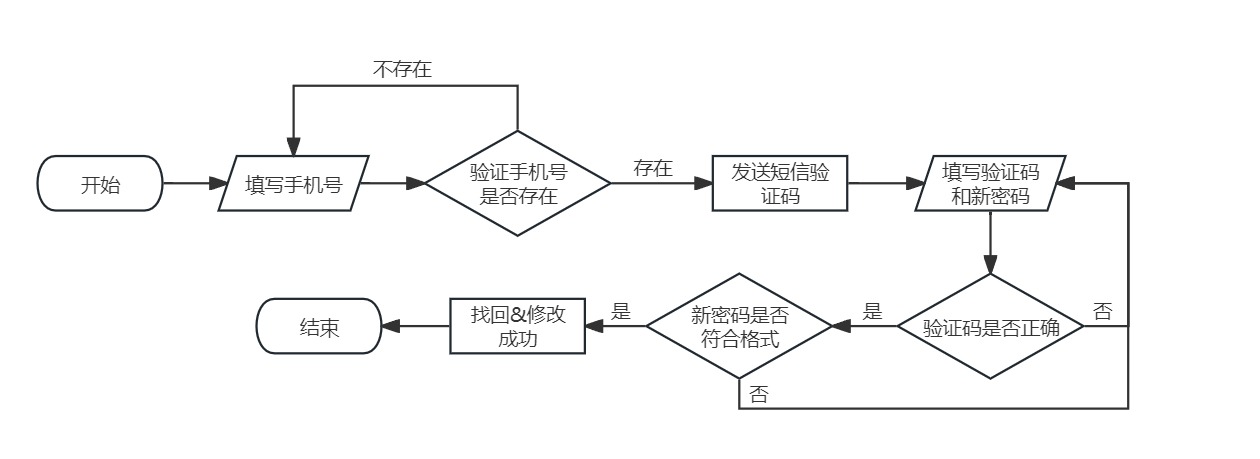 不存在
开始
填写手机号
验证手机号
是否存在
存在
发送短信验
证码
填写验证码
和新密码
结束
找回&修改
成功
是
新密码是否
符合格式
是
验证码是否正确
否
否